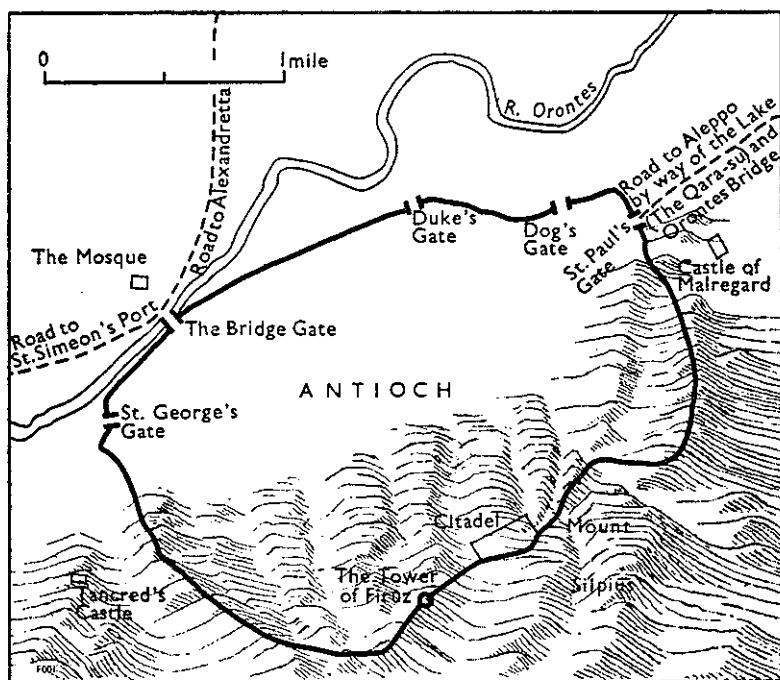 0
1 mile
R. Orontes
Road to Alexandretta
Road to Aleppo
by way of the Lake
(The Qara-su) and
Orontes Bridge
Duke's
Gate
Dog's
Gate
St. Paul's
Gate
Castle of
Malregard
The Mosque
Road to
St. Simeon's Port
The Bridge Gate
ANTIOCH
St. George's
Gate
Citadel
Mount
Silpius
The Tower
of Firūz
Tancred's
Castle